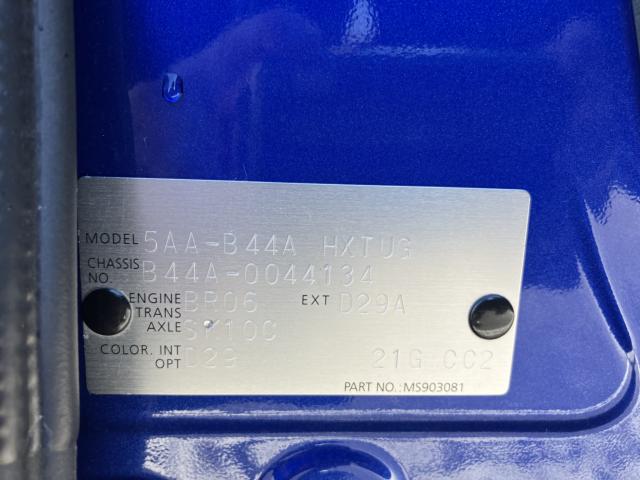 MODEL 5AA-B44A HXTUG
CHASSIS NO. B44A-0044134
ENGINE BR06 EXT D29A
TRANS AXLE
COLOR. INT D29
OPT 21G CC2
PART NO.:MS903081